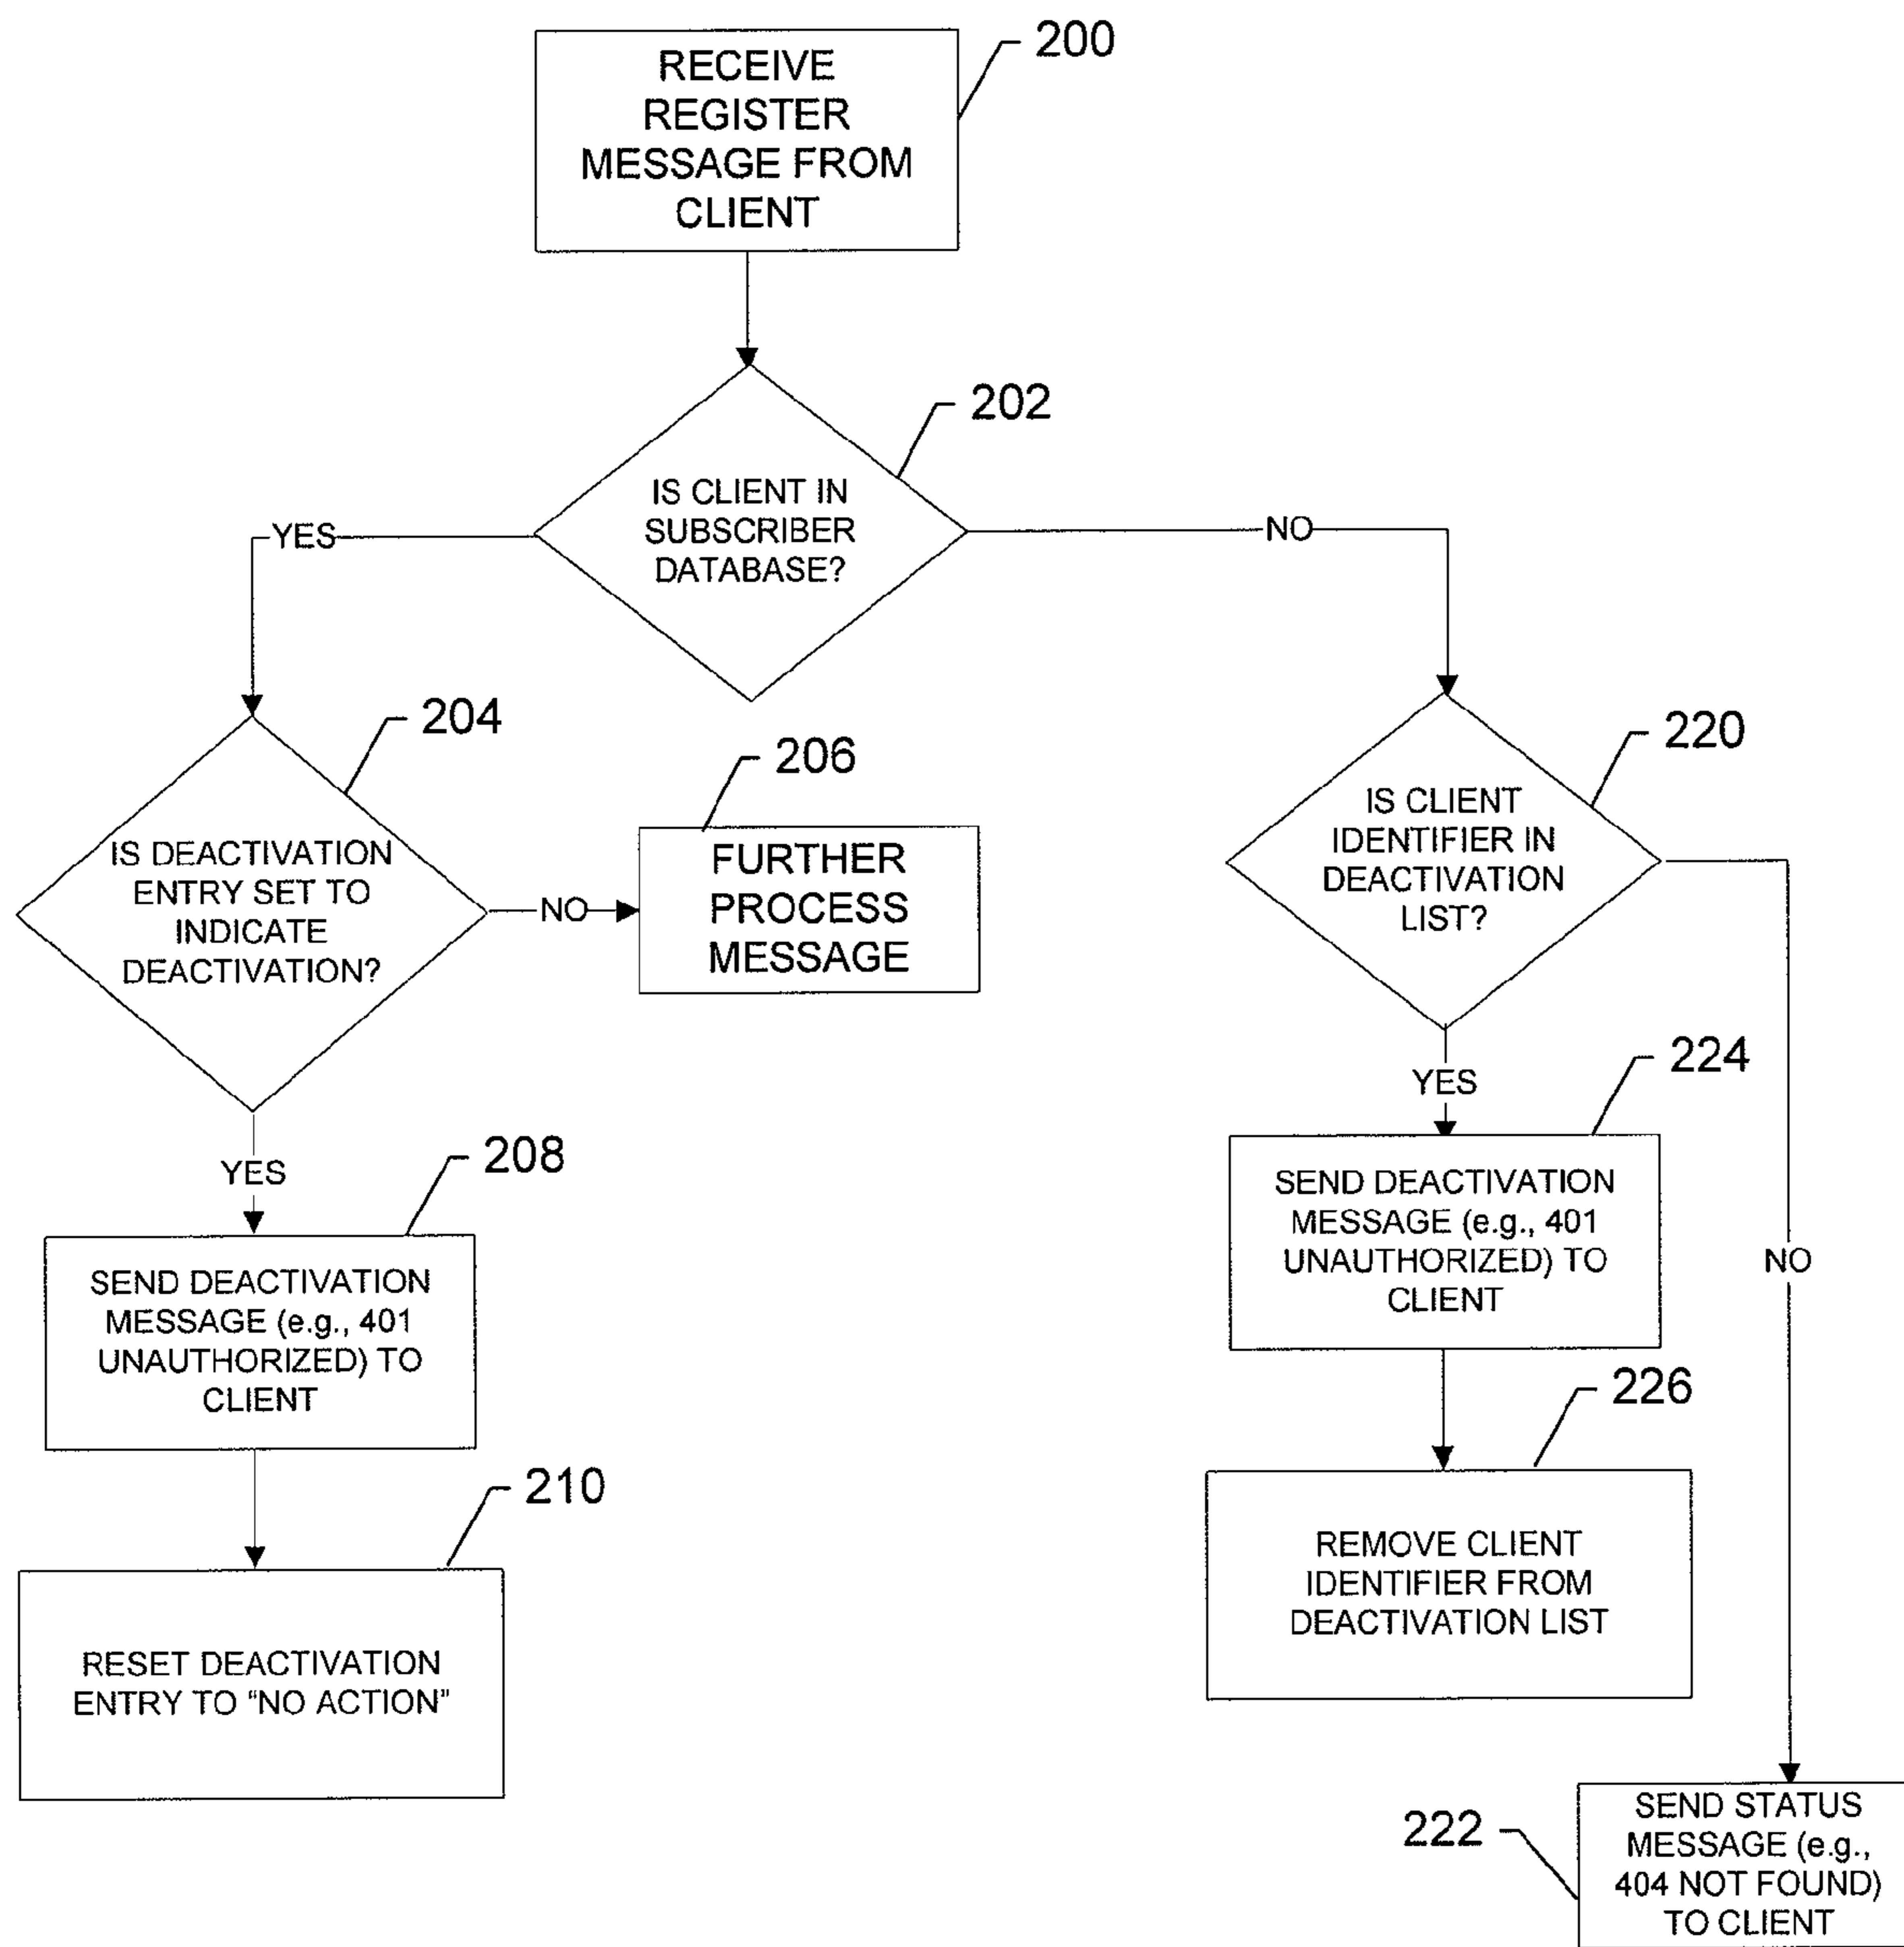 200
RECEIVE
REGISTER
MESSAGE FROM
CLIENT
202
IS CLIENT IN
SUBSCRIBER
DATABASE?
YES
NO
204
IS DEACTIVATION
ENTRY SET TO
INDICATE
DEACTIVATION?
NO
206
FURTHER
PROCESS
MESSAGE
220
IS CLIENT
IDENTIFIER IN
DEACTIVATION
LIST?
YES
208
SEND DEACTIVATION
MESSAGE (e.g., 401
UNAUTHORIZED) TO
CLIENT
210
RESET DEACTIVATION
ENTRY TO “NO ACTION”
YES
224
SEND DEACTIVATION
MESSAGE (e.g., 401
UNAUTHORIZED) TO
CLIENT
NO
226
REMOVE CLIENT
IDENTIFIER FROM
DEACTIVATION LIST
222
SEND STATUS
MESSAGE (e.g.,
404 NOT FOUND)
TO CLIENT